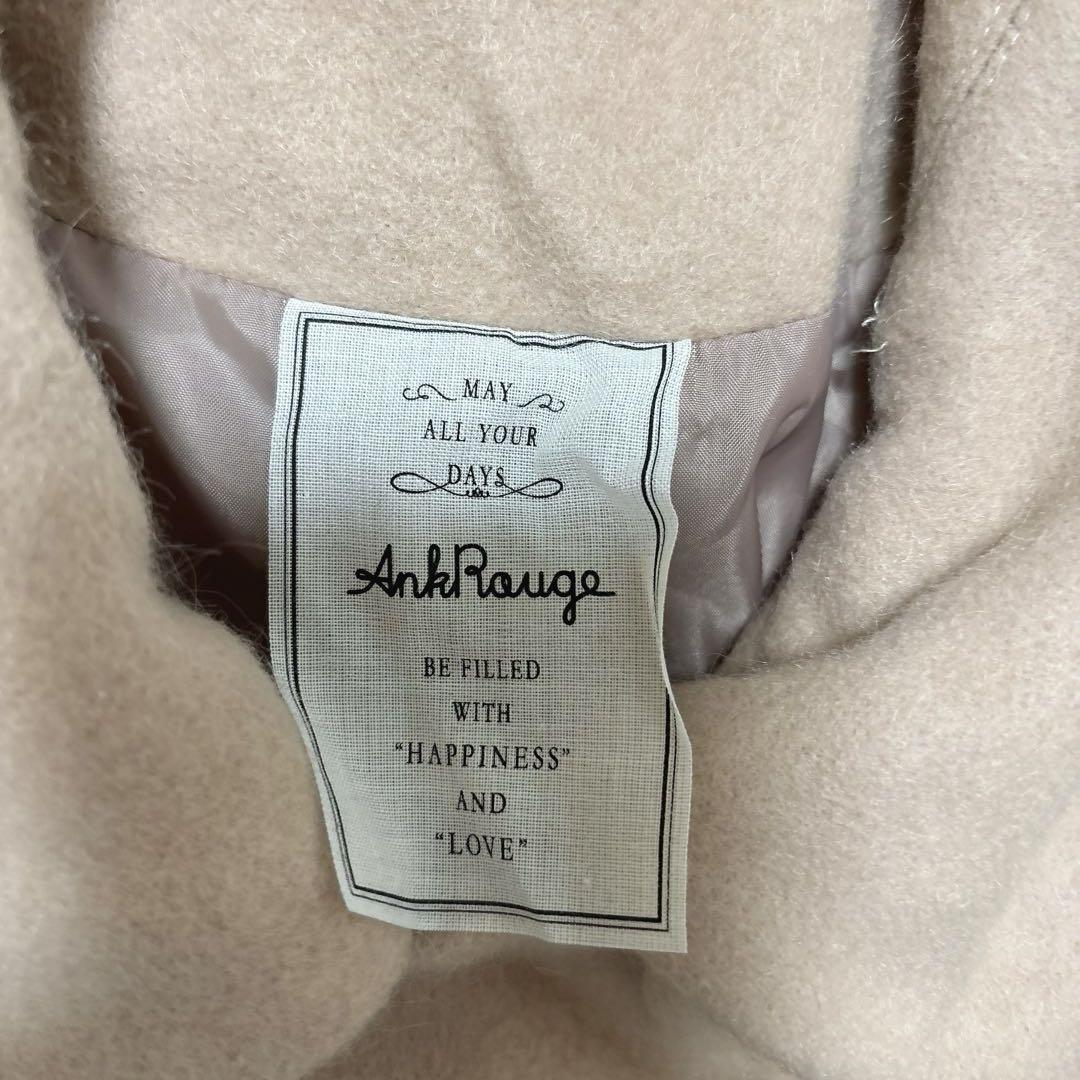 MAY
ALL YOUR
DAYS
AnkRouge
BE FILLED
WITH
“HAPPINESS”
AND
“LOVE”